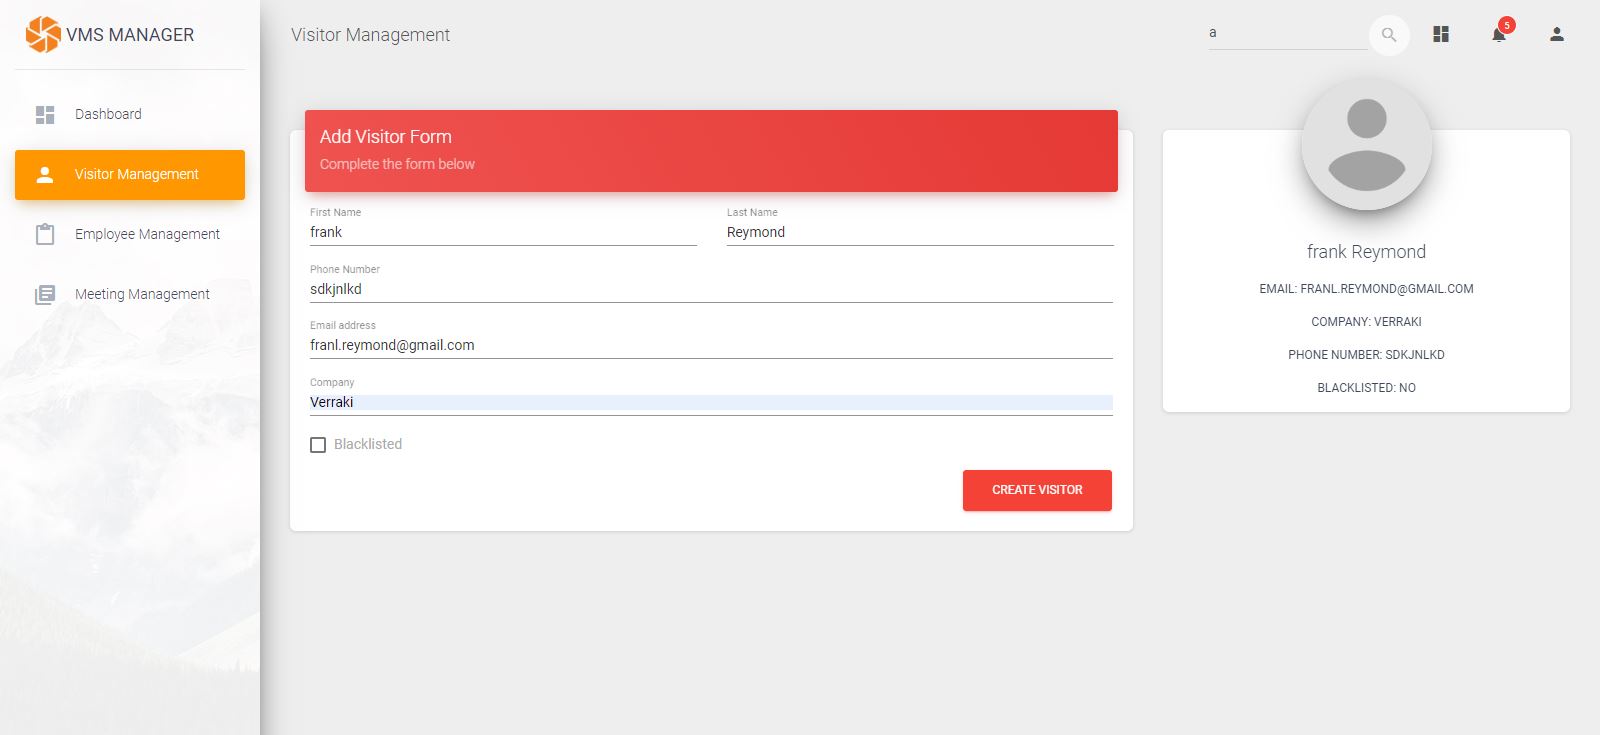 VMS MANAGER
Dashboard
Visitor Management
Employee Management
Meeting Management
Visitor Management
a
5
Add Visitor Form
Complete the form below
First Name
frank
Last Name
Reymond
Phone Number
sdkjnlkd
Email address
franl.reymond@gmail.com
Company
Verraki
Blacklisted
CREATE VISITOR
frank Reymond
EMAIL: FRANL.REYMOND@GMAIL.COM
COMPANY: VERRAKI
PHONE NUMBER: SDKJNLKD
BLACKLISTED: NO